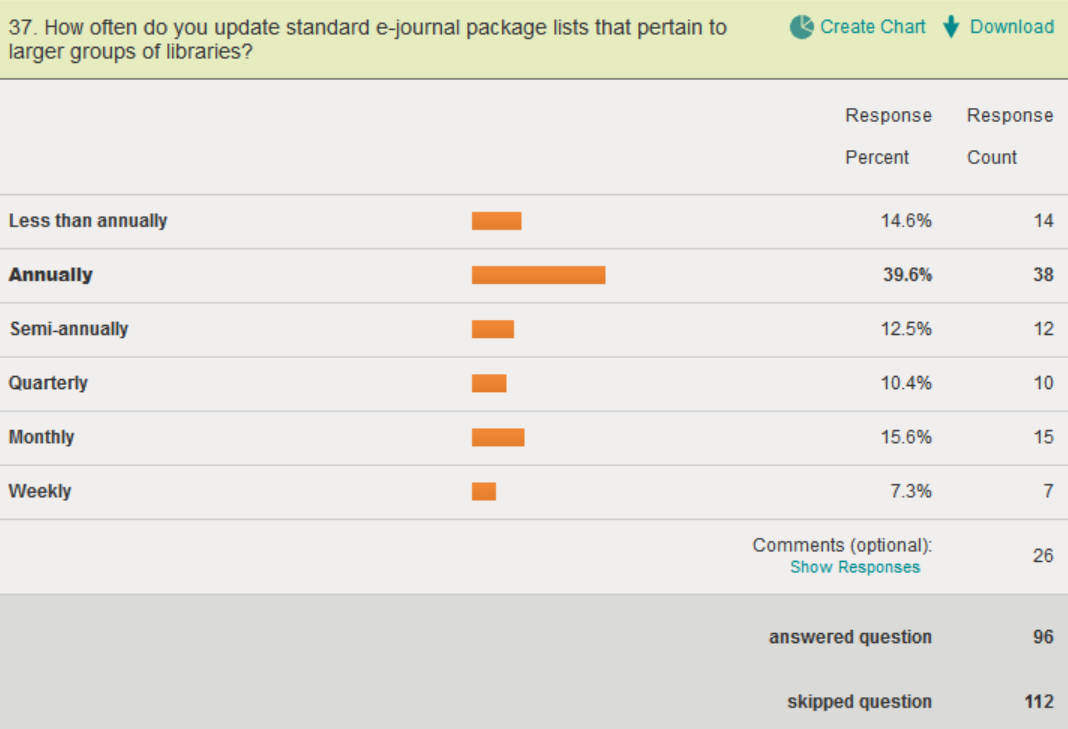 37. How often do you update standard e-journal package lists that pertain to
larger groups of libraries?
Create Chart Download
Response Response
Percent Count
Less than annually 14.6% 14
Annually 39.6% 38
Semi-annually 12.5% 12
Quarterly 10.4% 10
Monthly 15.6% 15
Weekly 7.3% 7
Comments (optional):
Show Responses
26
answered question 96
skipped question 112